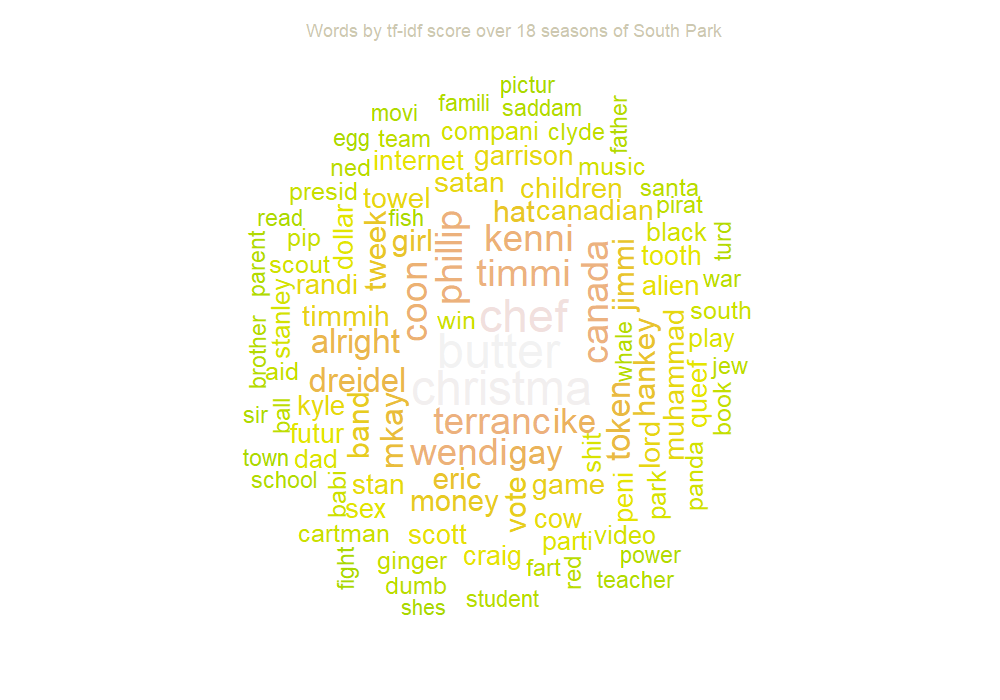 Words by tf-idf score over 18 seasons of South Park
pictur
movi famili saddam
father
egg team compani clyde
ned internet garrison music
presid towel satan children santa
read fish hat canadian pirat
pip dollar tweek girl phillip kenni black turd
parent scout tooth
randi coon timmi canada jimmi alien war
stanley timmih win chef south
brother alright butter whale hankey muhammad play
aid dreidel christma jew
sir ball kyle band mkay terranc ike token lord queef book
futur
town dad wendi gay shit panda
school babi stan eric game peni park
sex money vote cow
cartman scott parti video
fight ginger craig fart red power
dumb teacher
shes student